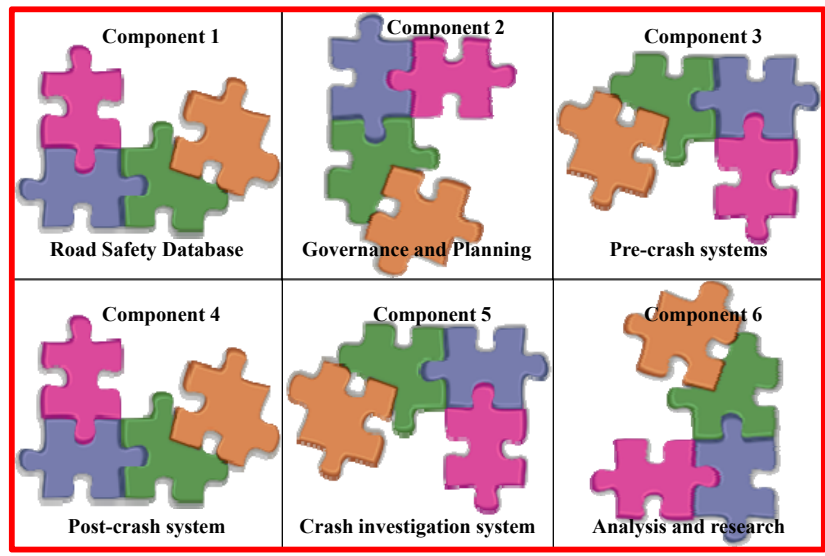 Component 1
Road Safety Database
Component 2
Governance and Planning
Component 3
Pre-crash systems
Component 4
Post-crash system
Component 5
Crash investigation system
Component 6
Analysis and research